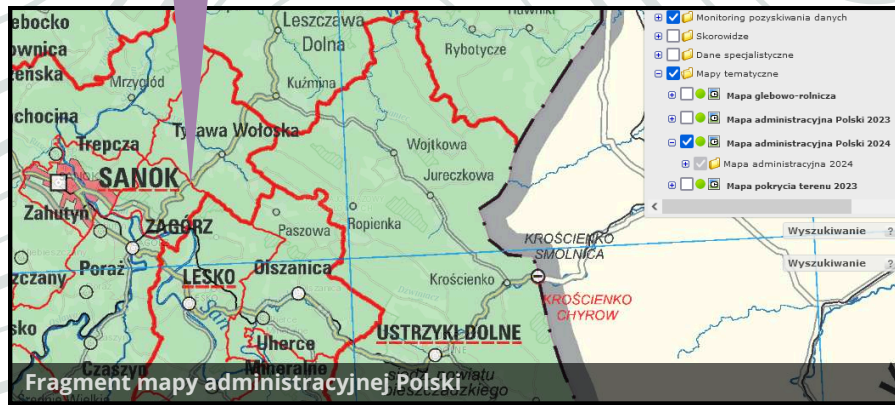 Leszczawa
Dolna
Rybotycze
Mrzygłód
Kuźmina
Tyrawa Wołoska
Wojtkowa
Trepcza
Jureczkowa
SANOK
Zahutyń
ZAGÓRZ
Paszowa
Ropienka
KROŚCIENKO
SMOLNICA
Poraż
LESKO
Olszanica
Krościenko
KROŚCIENKO
CHYROW
USTRZYKI DOLNE
Uherce
Mineralne
Czaszyn
Monitoring pozyskiwania danych
Skorowidze
Dane specjalistyczne
Mapy tematyczne
Mapa glebowo-rolnicza
Mapa administracyjna Polski 2023
Mapa administracyjna Polski 2024
Mapa administracyjna 2024
Mapa pokrycia terenu 2023
Wyszukiwanie ?
Wyszukiwanie ?
Fragment mapy administracyjnej Polski